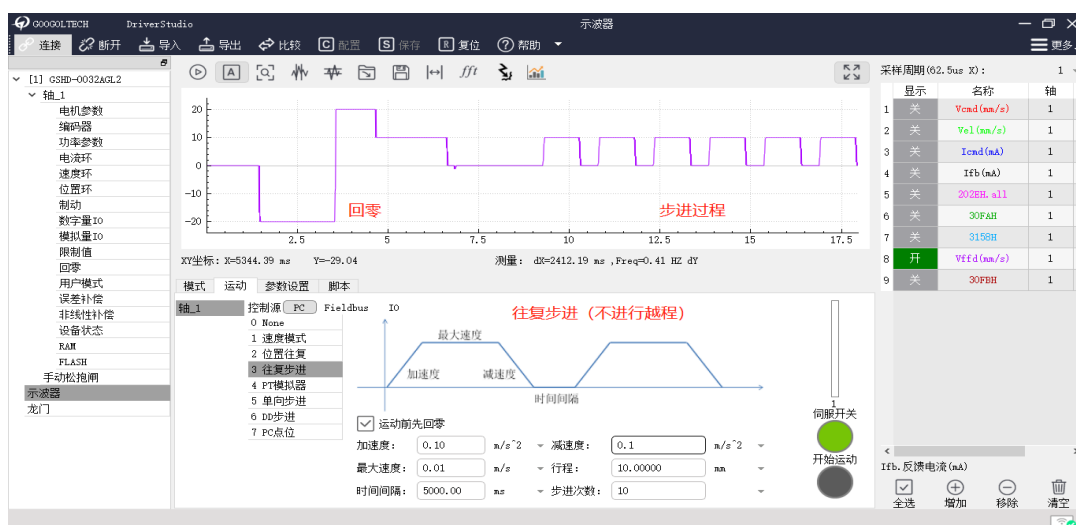 GOOGOLTECH DriverStudio 示波器
连接 断开 导入 导出 比较 C 配置 S 保存 R 复位 帮助 更多
A fft
采样周期(62.5us X): 1
[1] GSHD-0032AGL2
轴_1
电机参数
编码器
功率参数
电流环
速度环
位置环
制动
数字量IO
模拟量IO
限制值
回零
用户模式
误差补偿
非线性补偿
设备状态
RAM
FLASH
手动松抱闸
示波器
龙门
20
10
0
-10
-20
2.5 5 7.5 10 12.5 15 17.5
回零 步进过程
XY坐标: X=5344.39 ms Y=-29.04 测量: dX=2412.19 ms ,Freq=0.41 HZ dY
显示 名称 轴
1 关 Vcmd(mm/s) 1
2 关 Vel(mm/s) 1
3 关 Icmd(mA) 1
4 关 Ifb(mA) 1
5 关 202EH.all 1
6 关 30FAH 1
7 关 3158H 1
8 开 Vffd(mm/s) 1
9 关 30FBH 1
模式 运动 参数设置 脚本
轴_1
控制源 PC Fieldbus IO
0 None
1 速度模式
2 位置往复
3 往复步进
4 PT模拟器
5 单向步进
6 DD步进
7 PC点位
往复步进（不进行越程）
最大速度
加速度 减速度
时间间隔
运动前先回零
加速度: 0.10 m/s^2 减速度: 0.1 m/s^2
最大速度: 0.01 m/s 行程: 10.00000 mm
时间间隔: 5000.00 ms 步进次数: 10
1
伺服开关
开始运动
Ifb.反馈电流(mA)
全选 增加 移除 清空